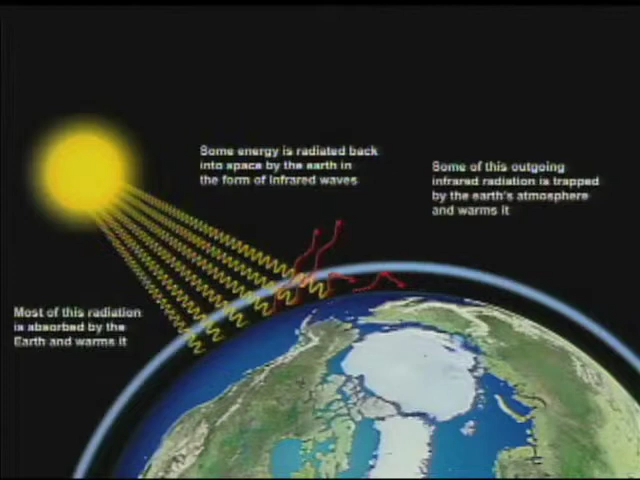 Some energy is radiated back
into space by the earth in
the form of infrared waves
Some of this outgoing
infrared radiation is trapped
by the earth's atmosphere
and warms it
Most of this radiation
is absorbed by the
Earth and warms it